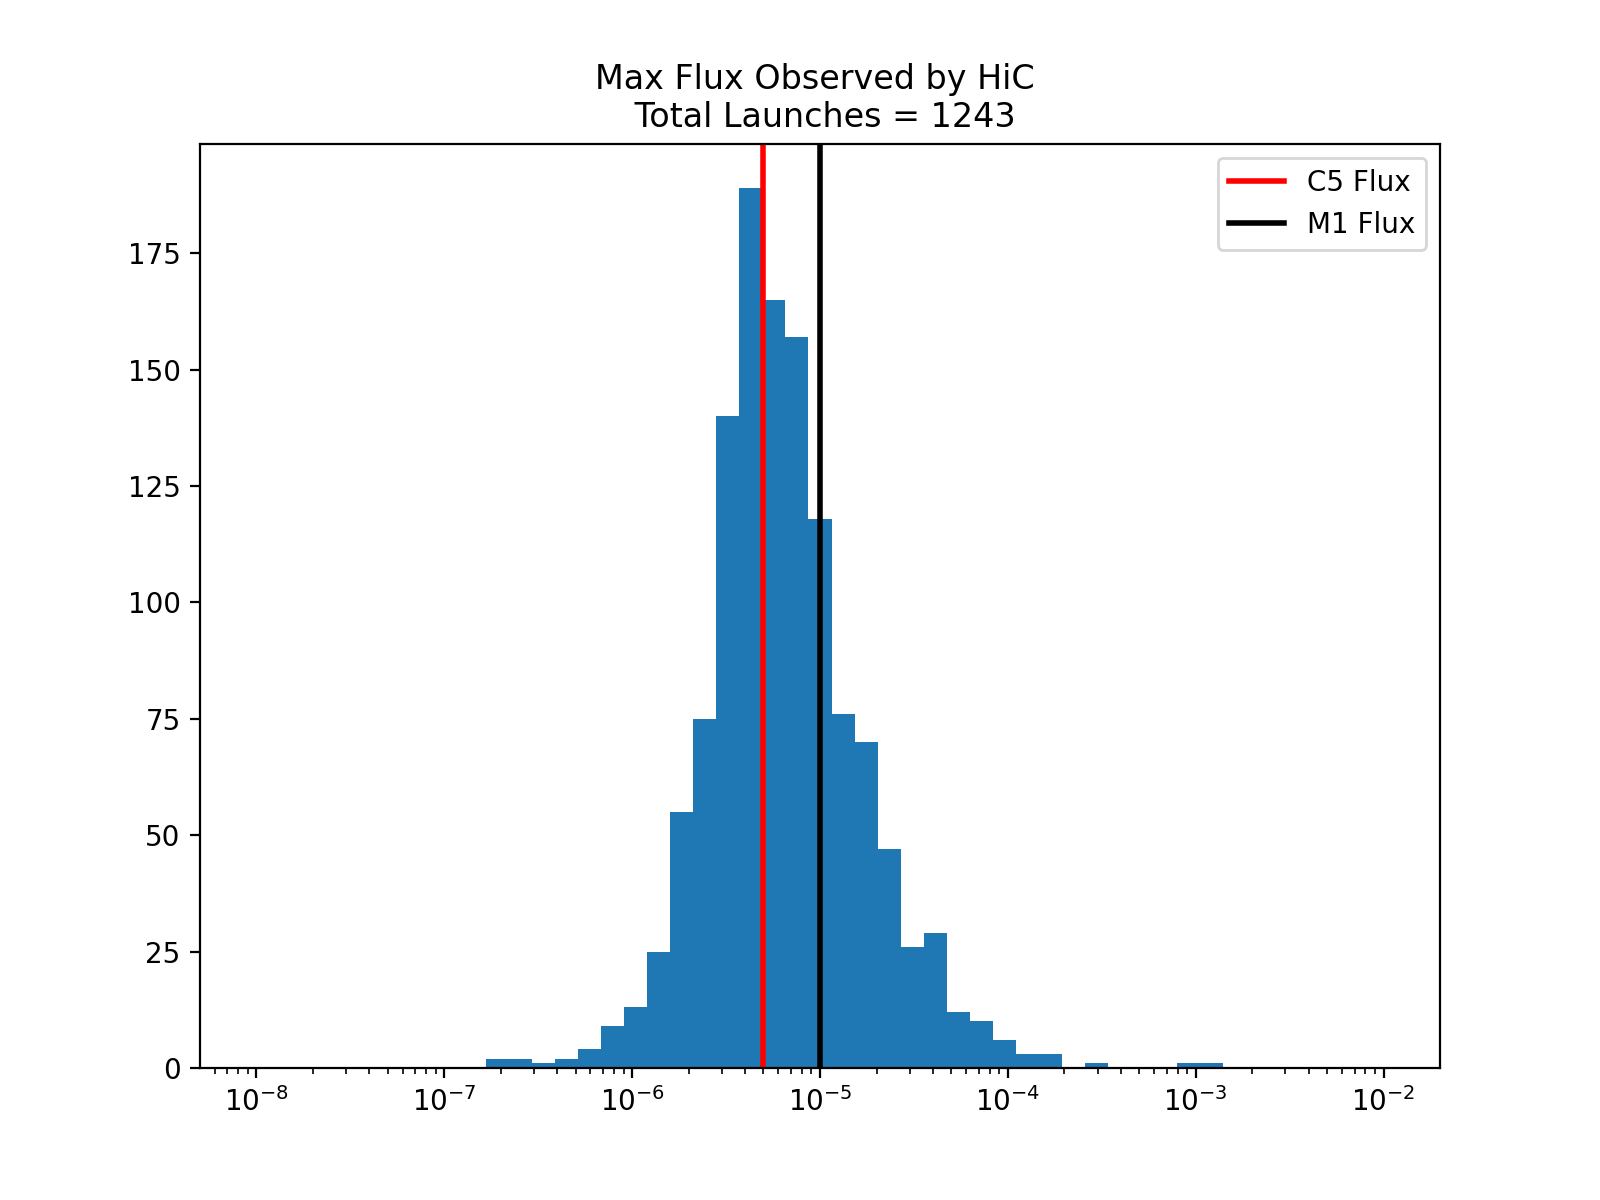 Max Flux Observed by HiC
Total Launches = 1243
C5 Flux
M1 Flux
175
150
125
100
75
50
25
0
10⁻⁸ 10⁻⁷ 10⁻⁶ 10⁻⁵ 10⁻⁴ 10⁻³ 10⁻²